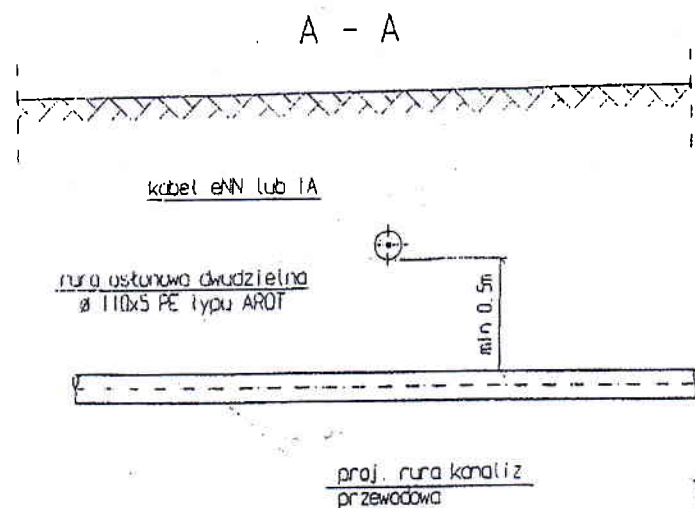 A - A
kabel eNN lub TA
rura osłonowa dwudzielna
ø 110x5 PE typu AROT
min 0.5m
proj. rura kanaliz
przewodowa